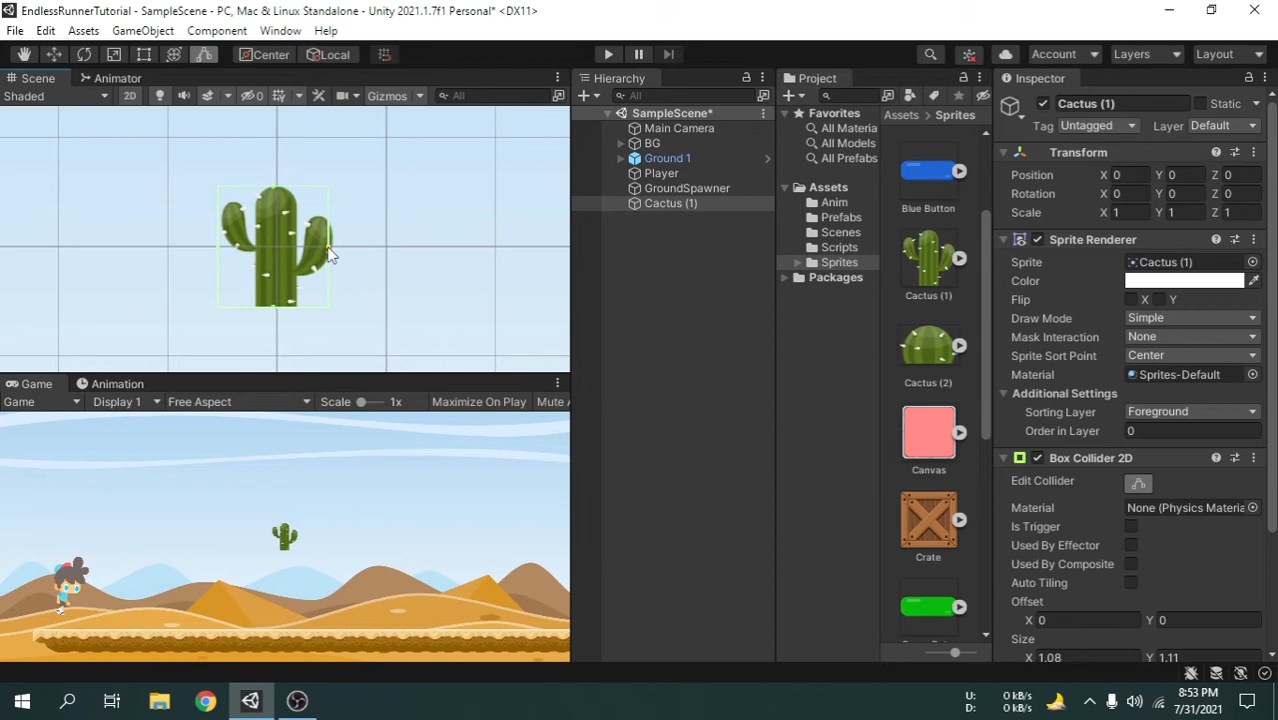 EndlessRunnerTutorial - SampleScene - PC, Mac & Linux Standalone - Unity 2021.1.7f1 Personal* <DX11>
File Edit Assets GameObject Component Window Help
Center Local Account Layers Layout
Scene Animator
Shaded 2D 0 Gizmos All
Game Animation
Game Display 1 Free Aspect Scale 1x Maximize On Play Mute A
Hierarchy
All
SampleScene*
Main Camera
BG
Ground 1
Player
GroundSpawner
Cactus (1)
Project
Favorites
All Materia
All Models
All Prefabs
Assets
Anim
Prefabs
Scenes
Scripts
Sprites
Packages
Assets Sprites
Blue Button
Cactus (1)
Cactus (2)
Canvas
Crate
Inspector
Cactus (1) Static
Tag Untagged Layer Default
Transform
Position X 0 Y 0 Z 0
Rotation X 0 Y 0 Z 0
Scale X 1 Y 1 Z 1
Sprite Renderer
Sprite Cactus (1)
Color
Flip X Y
Draw Mode Simple
Mask Interaction None
Sprite Sort Point Center
Material Sprites-Default
Additional Settings
Sorting Layer Foreground
Order in Layer 0
Box Collider 2D
Edit Collider
Material None (Physics Materia
Is Trigger
Used By Effector
Used By Composite
Auto Tiling
Offset
X 0 Y 0
Size
X 1.08 Y 1.11
U: 0 kB/s
D: 0 kB/s
8:53 PM
7/31/2021